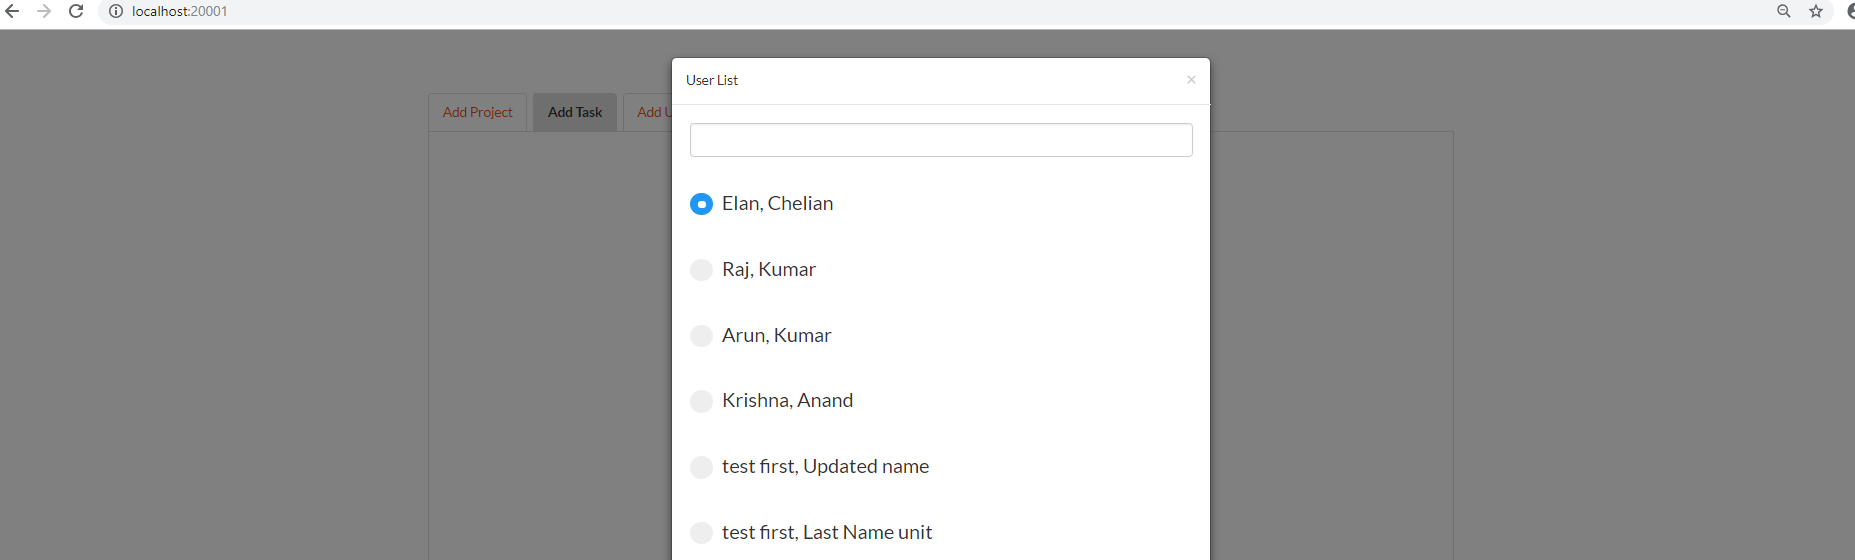 localhost:20001
User List ×
Add Project Add Task Add U
Elan, Chelian
Raj, Kumar
Arun, Kumar
Krishna, Anand
test first, Updated name
test first, Last Name unit